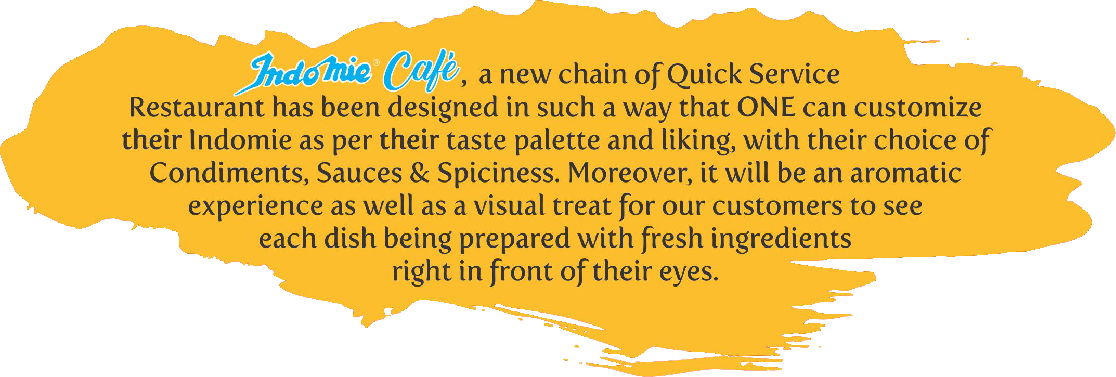 Indomie® Café, a new chain of Quick Service
Restaurant has been designed in such a way that ONE can customize
their Indomie as per their taste palette and liking, with their choice of
Condiments, Sauces & Spiciness. Moreover, it will be an aromatic
experience as well as a visual treat for our customers to see
each dish being prepared with fresh ingredients
right in front of their eyes.